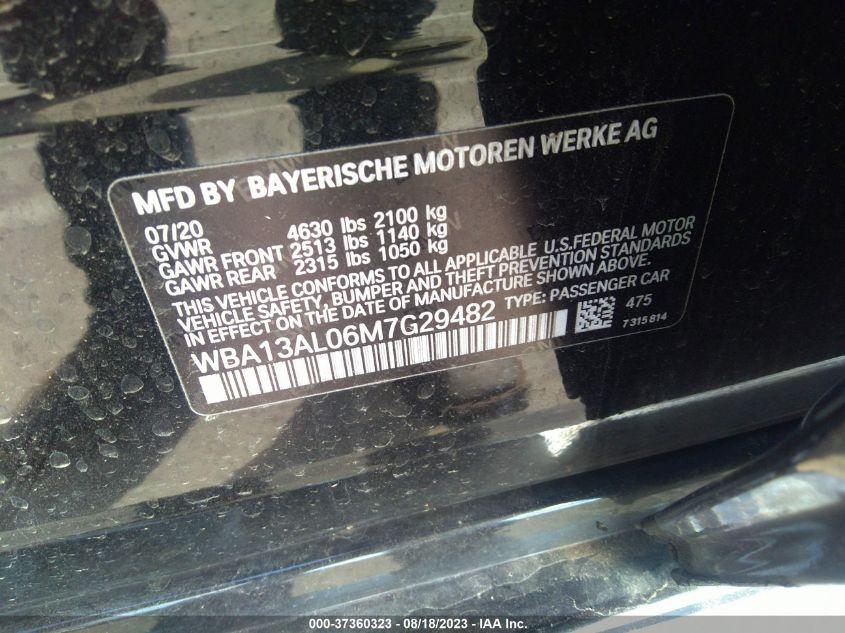 MFD BY BAYERISCHE MOTOREN WERKE AG
07/20
GVWR 4630 lbs 2100 kg
GAWR FRONT 2513 lbs 1140 kg
GAWR REAR 2315 lbs 1050 kg
THIS VEHICLE CONFORMS TO ALL APPLICABLE U.S.FEDERAL MOTOR
VEHICLE SAFETY, BUMPER AND THEFT PREVENTION STANDARDS
IN EFFECT ON THE DATE OF MANUFACTURE SHOWN ABOVE.
WBA13AL06M7G29482 TYPE: PASSENGER CAR
475
7315814
000-37360323 - 08/18/2023 - IAA Inc.